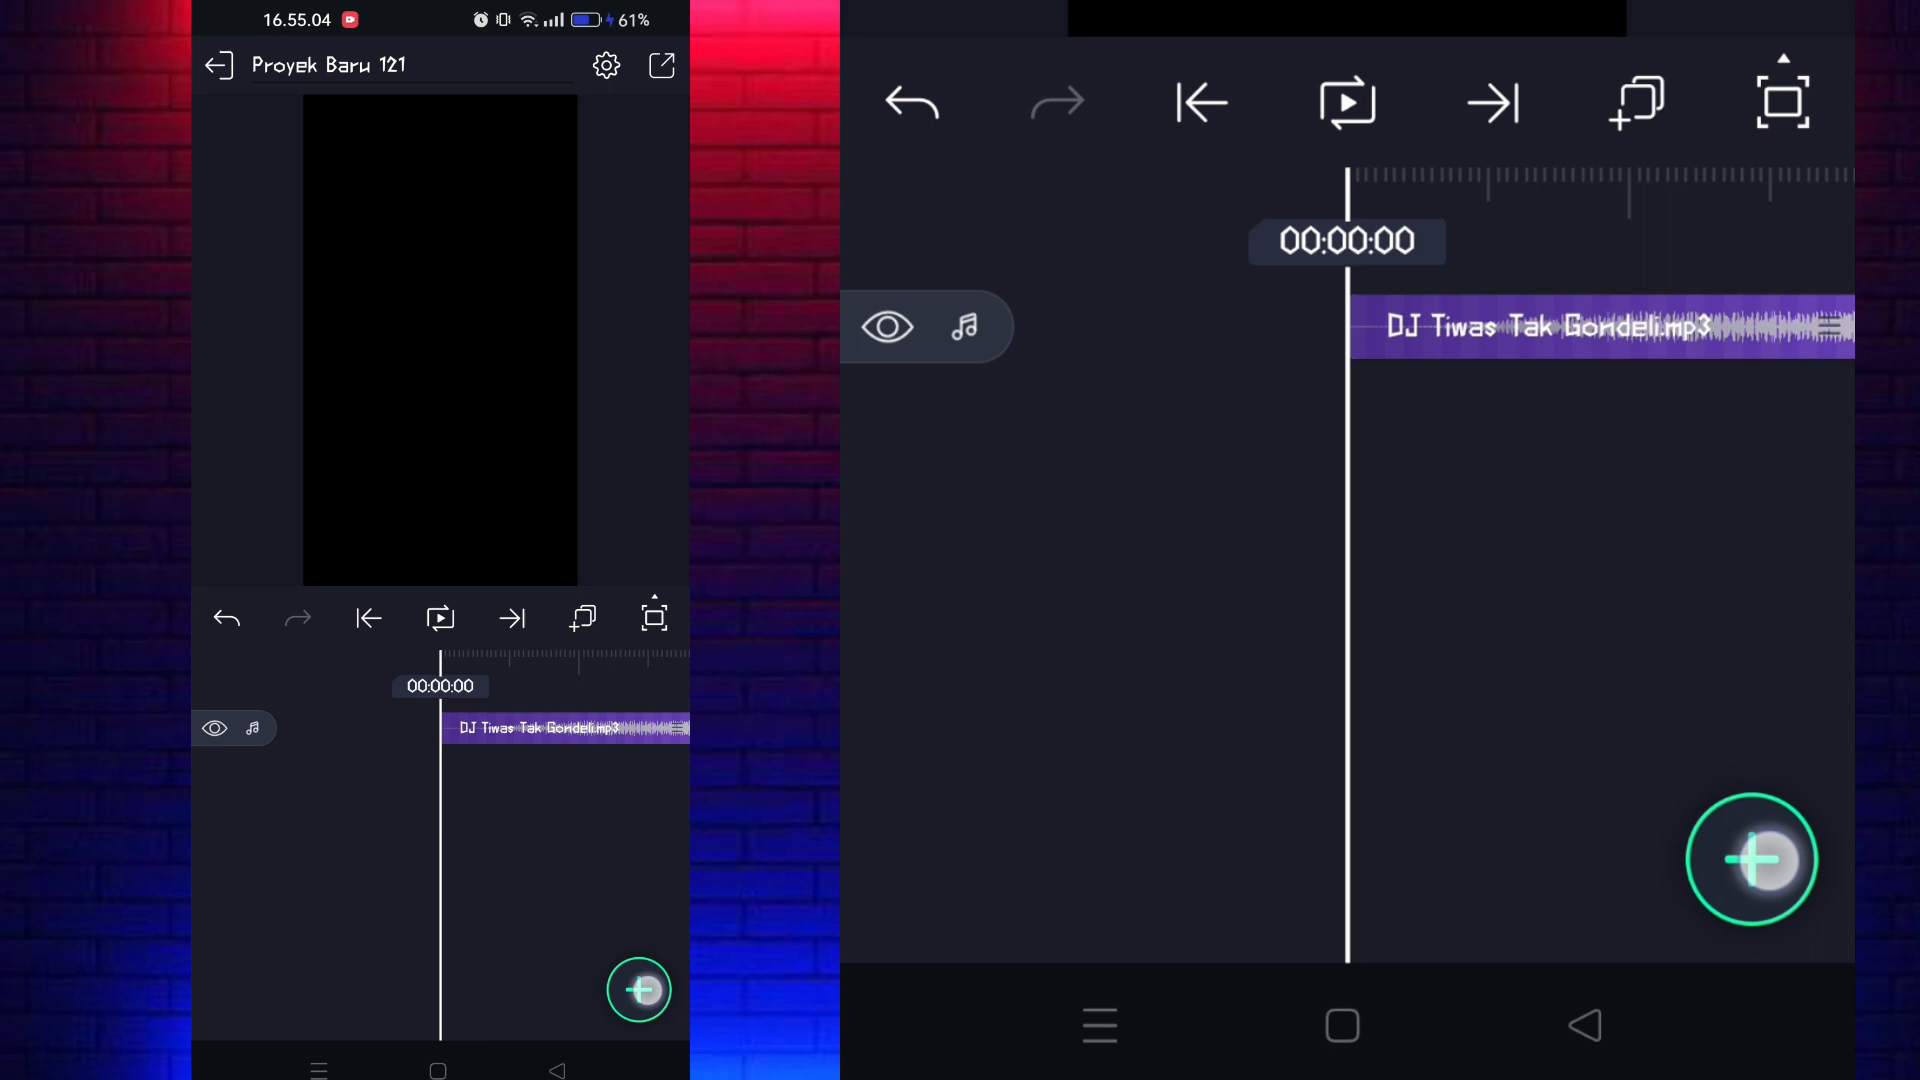 16.55.04
61%
Proyek Baru 121
00:00:00
DJ Tiwas Tak Gondeli.mp3
00:00:00
DJ Tiwas Tak Gondeli.mp3